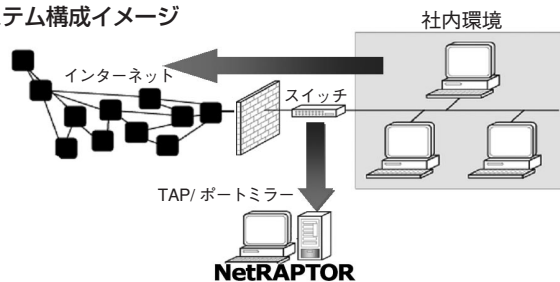 ステム構成イメージ
社内環境
インターネット
スイッチ
TAP/ポートミラー
NetRAPTOR